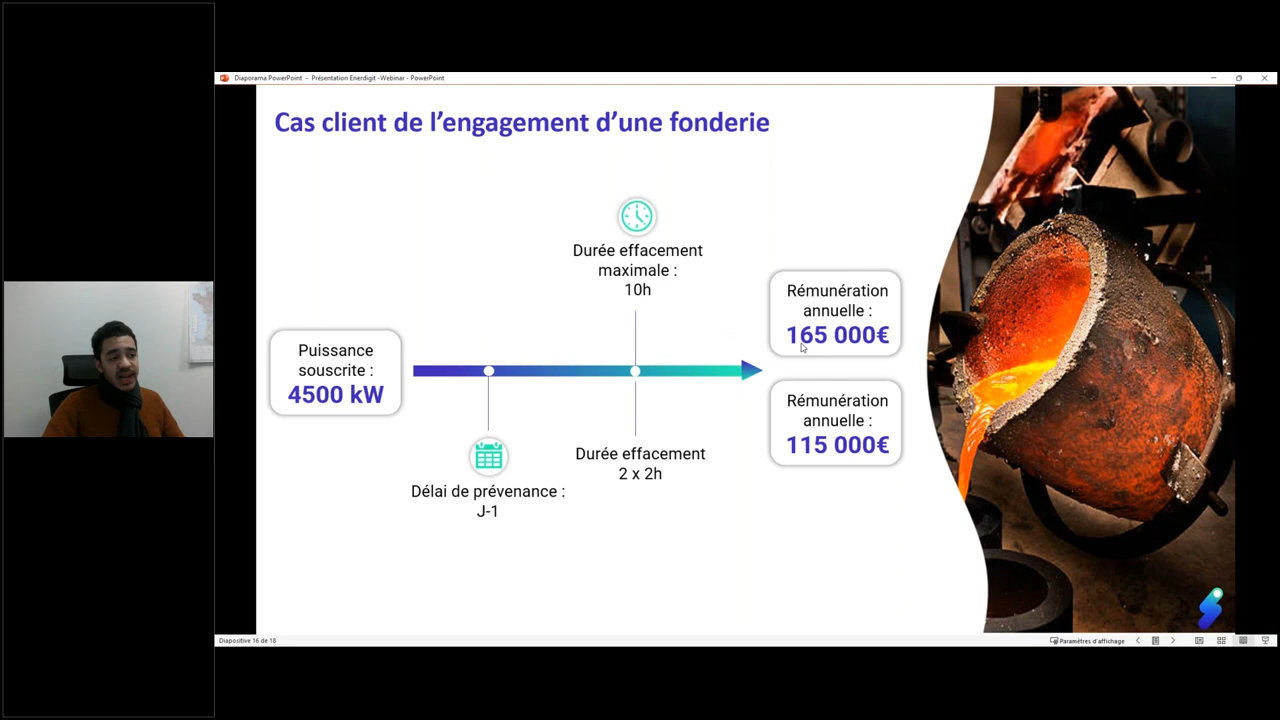 Diaporama PowerPoint - Présentation Enerdigit -Webinar - PowerPoint
Cas client de l’engagement d’une fonderie
Durée effacement
maximale :
10h
Puissance
souscrite :
4500 kW
Délai de prévenance :
J-1
Durée effacement
2 x 2h
Rémunération
annuelle :
165 000€
Rémunération
annuelle :
115 000€
Diapositive 16 de 18
Paramètres d'affichage